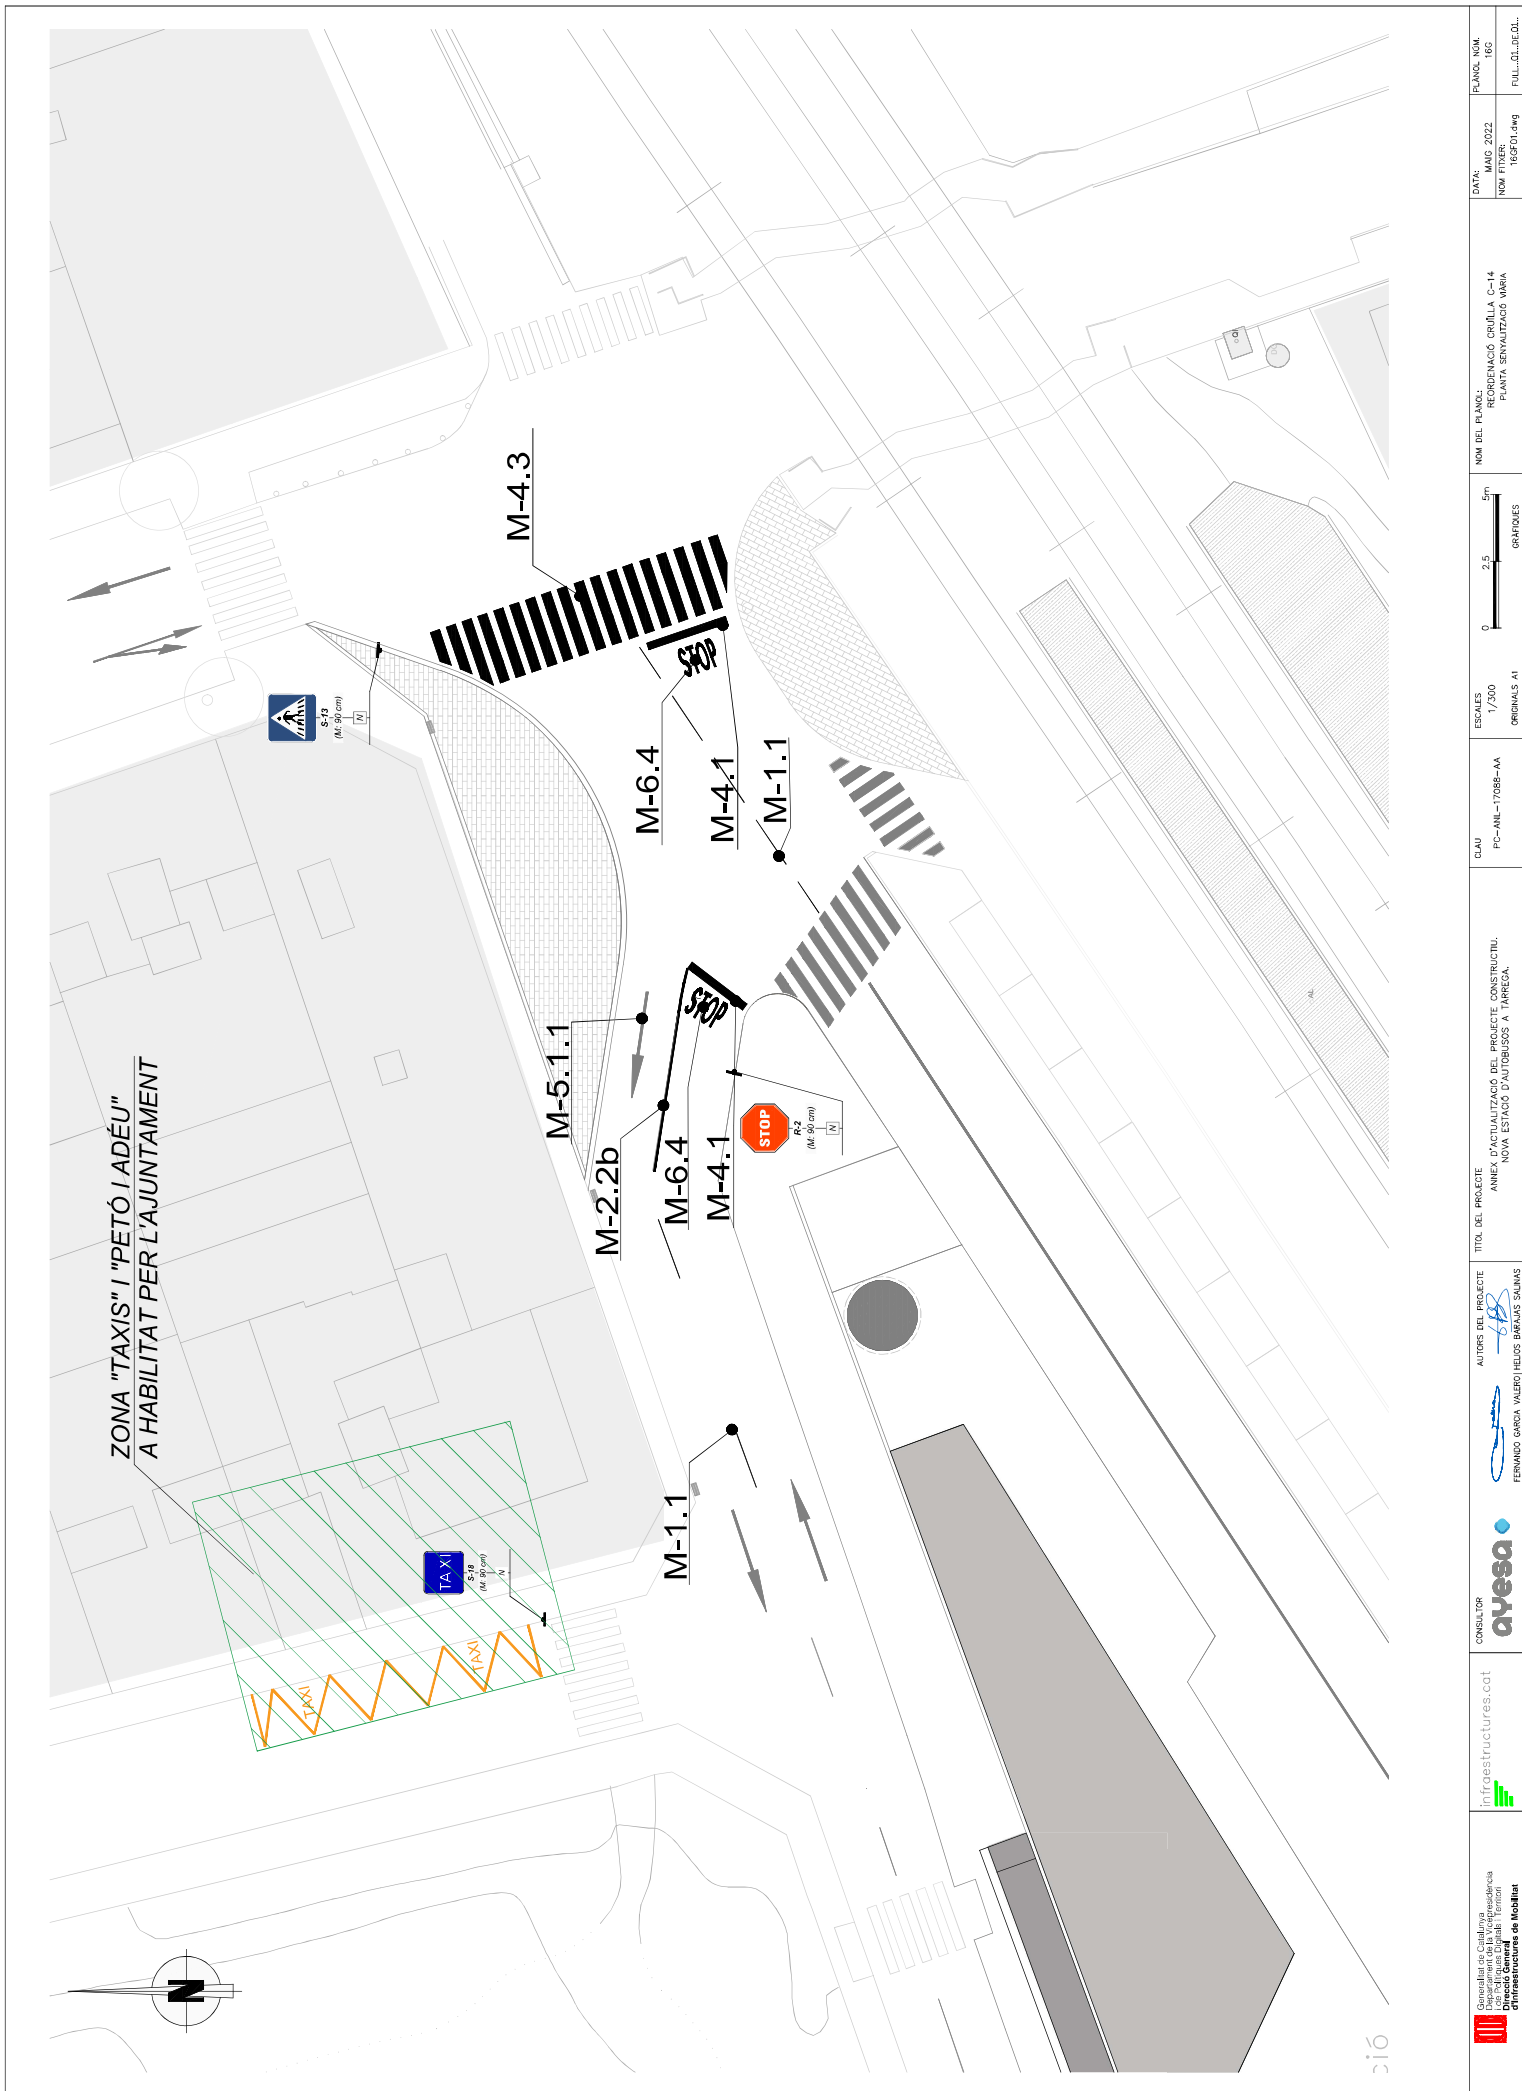 ZONA "TAXIS" I "PETÓ I ADÉU"
A HABILITAT PER L'AJUNTAMENT
TAXI
TAXI
TAXI
S-18
(M: 90 cm)
N
M-1.1
M-2.2b
M-5.1.1
M-6.4
M-4.1
STOP
STOP
R-2
(M: 90 cm)
N
S-13
(M: 90 cm)
N
M-4.3
STOP
M-6.4
M-4.1
M-1.1
AL
N
ció
Generalitat de Catalunya
Departament de la Vicepresidència
i de Polítiques Digitals i Territori
Direcció General
d'Infraestructures de Mobilitat
infraestructures.cat
CONSULTOR
ayesa
AUTORS DEL PROJECTE
FERNANDO GARCIA VALERO
HELIOS BARAJAS SALINAS
TITOL DEL PROJECTE
ANNEX D'ACTUALITZACIÓ DEL PROJECTE CONSTRUCTIU.
NOVA ESTACIÓ D'AUTOBUSOS A TÀRREGA.
CLAU
PC-ANL-17088-AA
ESCALES
1/300
ORIGINALS A1
0 2.5 5m
GRÀFIQUES
NOM DEL PLÀNOL:
REORDENACIÓ CRUÏLLA C-14
PLANTA SENYALITZACIÓ VIÀRIA
DATA:
MAIG 2022
NOM FITXER:
16GF01.dwg
PLÀNOL NÚM.
16G
FULL..01..DE.01..